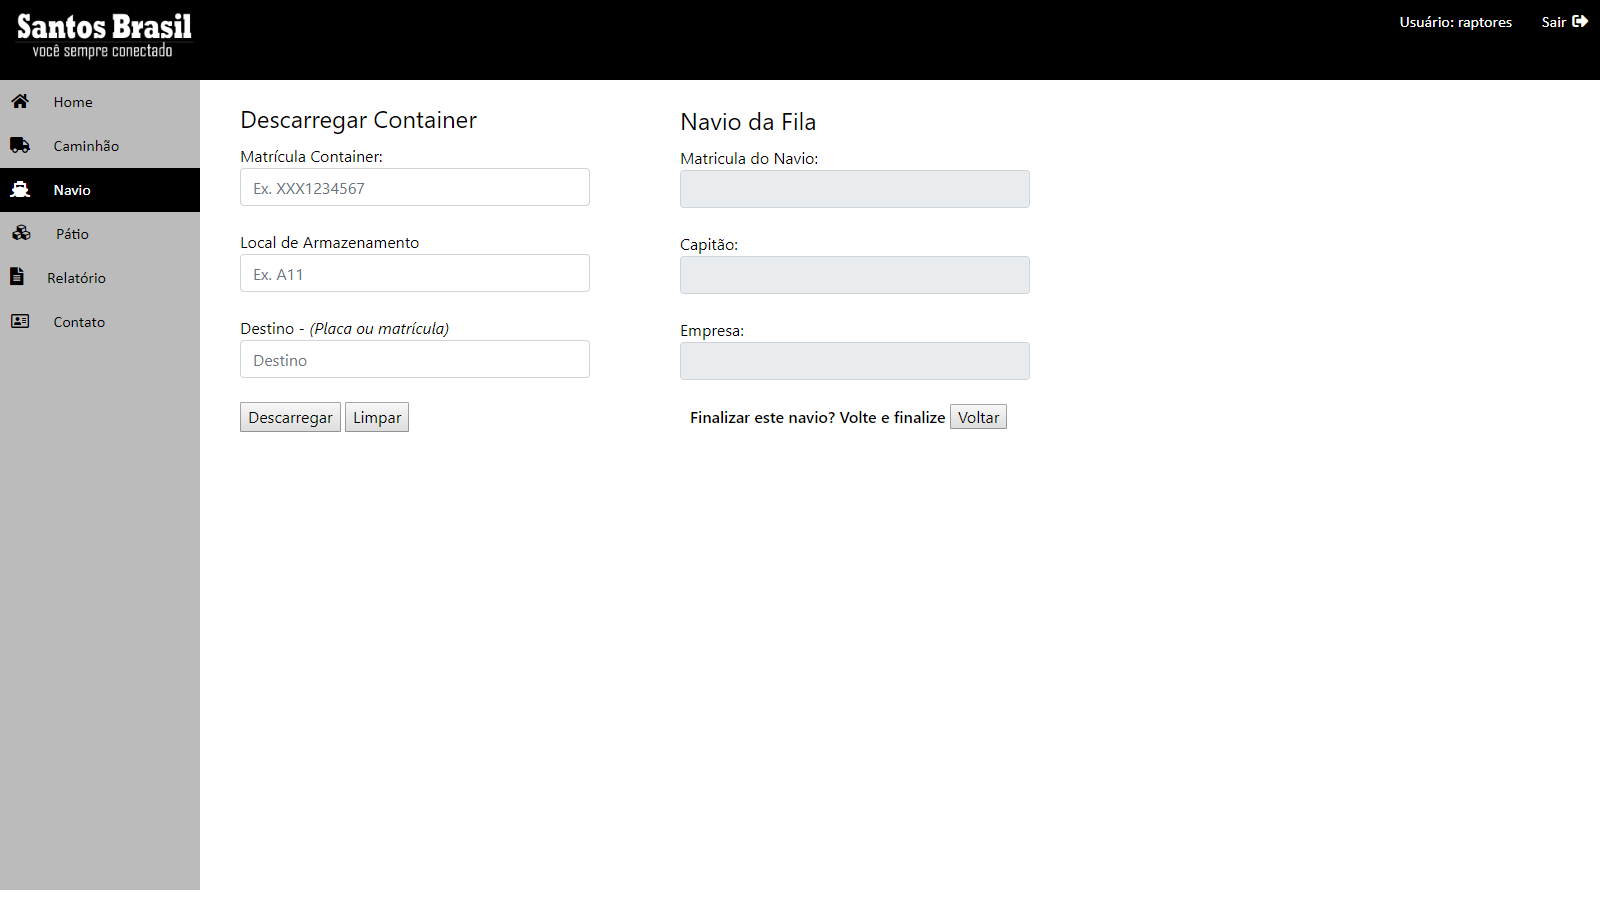 Santos Brasil
você sempre conectado
Usuário: raptores
Sair
Home
Caminhão
Navio
Pátio
Relatório
Contato
Descarregar Container
Matrícula Container:
Ex. XXX1234567
Local de Armazenamento
Ex. A11
Destino - (Placa ou matrícula)
Destino
Descarregar
Limpar
Navio da Fila
Matricula do Navio:
Capitão:
Empresa:
Finalizar este navio? Volte e finalize
Voltar